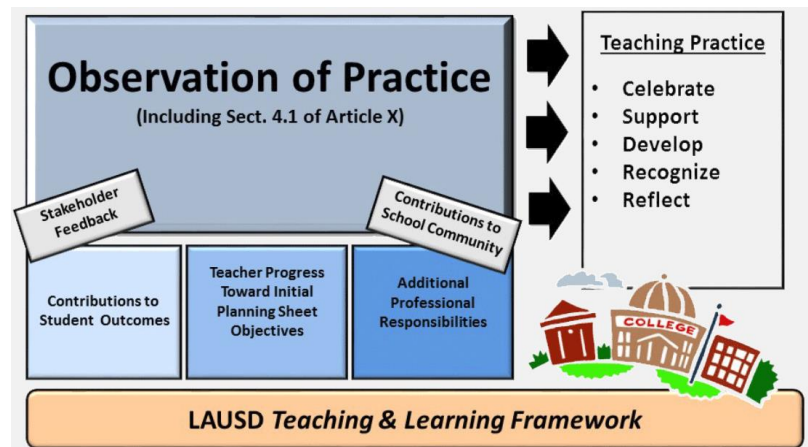 Observation of Practice
(Including Sect. 4.1 of Article X)
Stakeholder
Feedback
Contributions to
School Community
Contributions to
Student Outcomes
Teacher Progress
Toward Initial
Planning Sheet
Objectives
Additional
Professional
Responsibilities
Teaching Practice
• Celebrate
• Support
• Develop
• Recognize
• Reflect
COLLEGE
LAUSD Teaching & Learning Framework